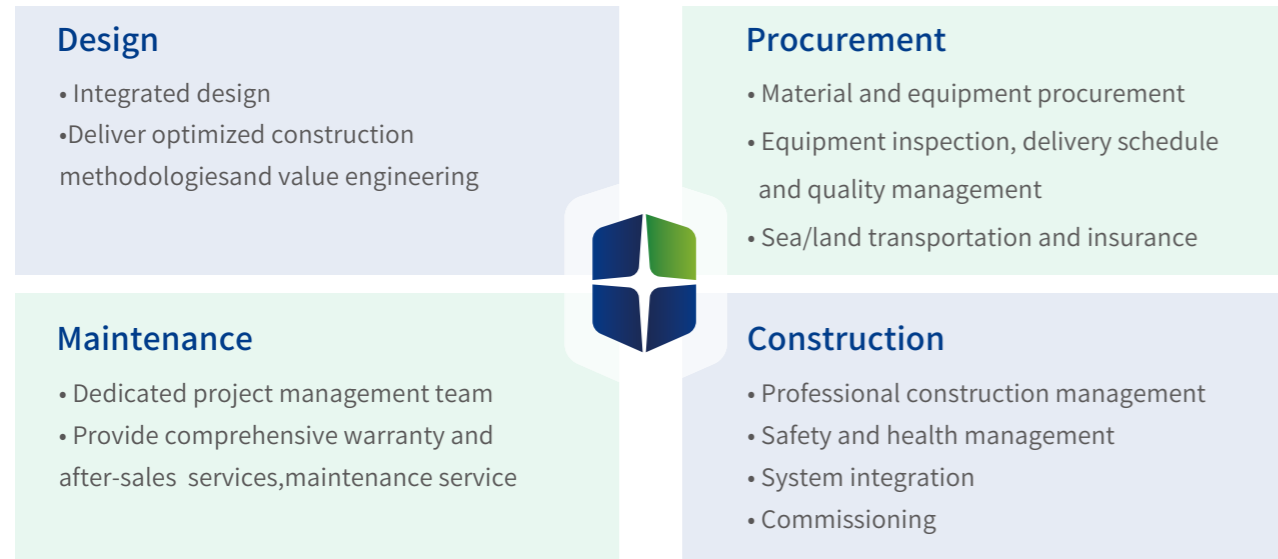 Design
• Integrated design
•Deliver optimized construction
methodologiesand value engineering
Procurement
• Material and equipment procurement
• Equipment inspection, delivery schedule
and quality management
• Sea/land transportation and insurance
Maintenance
• Dedicated project management team
• Provide comprehensive warranty and
after-sales  services,maintenance service
Construction
• Professional construction management
• Safety and health management
• System integration
• Commissioning